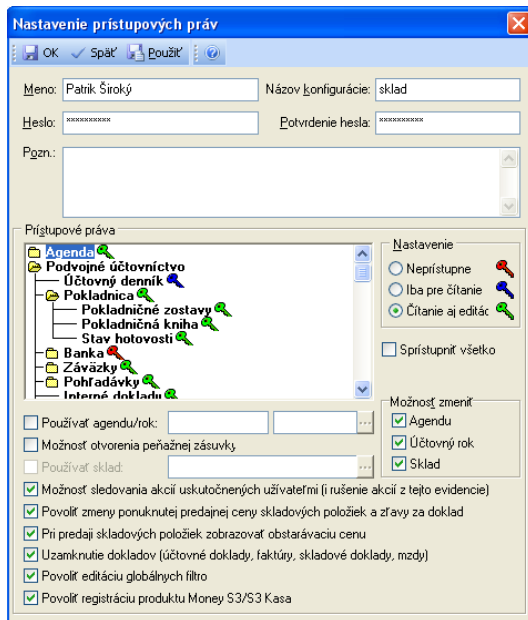 Nastavenie prístupových práv
OK Späť Použiť
Meno: Patrik Široký Názov konfigurácie: sklad
Heslo: ×××××××××× Potvrdenie hesla: ××××××××××
Pozn.:
Prístupové práva
Agenda
Podvojné účtovníctvo
Účtovný denník
Pokladnica
Pokladničné zostavy
Pokladničná kniha
Stav hotovosti
Banka
Záväzky
Pohľadávky
Interné doklady
Nastavenie
Neprístupne
Iba pre čítanie
Čítanie aj editác
Sprístupniť všetko
Možnosť zmeniť
Agendu
Účtovný rok
Sklad
Používať agendu/rok:
Možnosť otvorenia peňažnej zásuvky
Používať sklad:
Možnosť sledovania akcií uskutočnených užívateľmi (i rušenie akcií z tejto evidencie)
Povoliť zmeny ponuknutej predajnej ceny skladových položiek a zľavy za doklad
Pri predaji skladových položiek zobrazovať obstarávaciu cenu
Uzamknutie dokladov (účtovné doklady, faktúry, skladové doklady, mzdy)
Povoliť editáciu globálnych filtro
Povoliť registráciu produktu Money S3/S3 Kasa